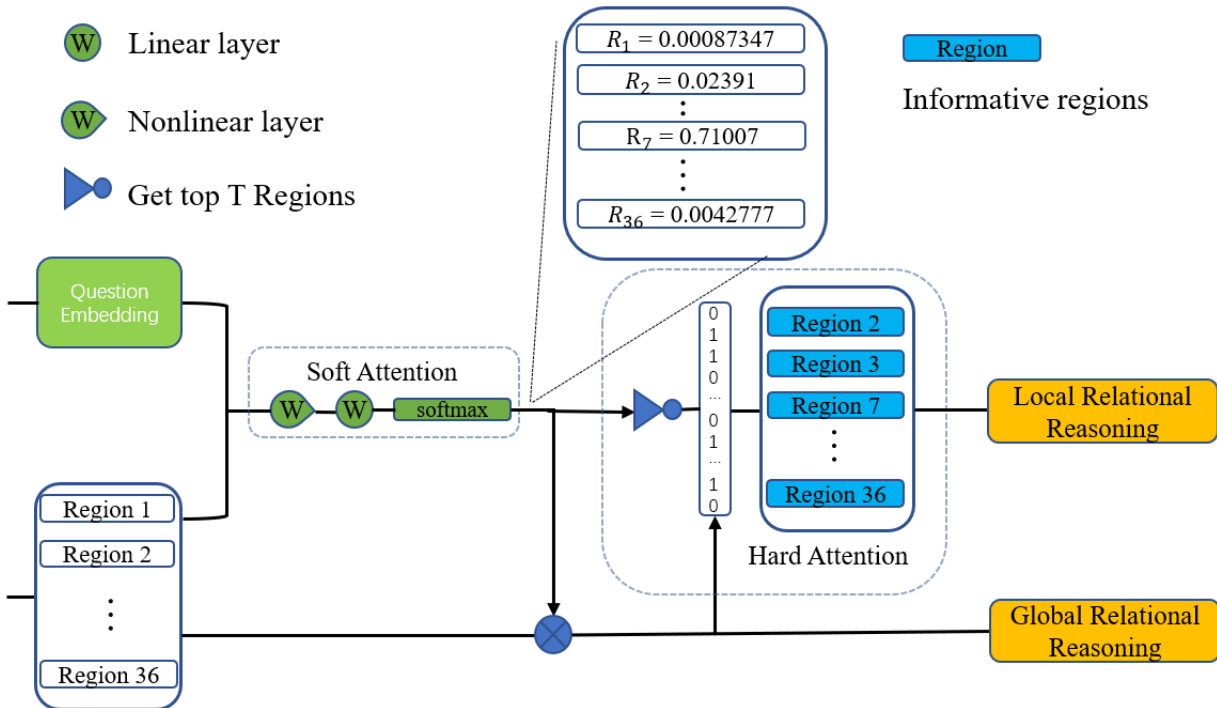 W Linear layer
W Nonlinear layer
Get top T Regions
R₁ = 0.00087347
R₂ = 0.02391
⋮
R₇ = 0.71007
⋮
R₃₆ = 0.0042777
Region
Informative regions
Question
Embedding
Soft Attention
W W softmax
Region 1
Region 2
⋮
Region 36
0
1
1
0
...
0
1
...
1
0
Region 2
Region 3
Region 7
⋮
Region 36
Hard Attention
Local Relational
Reasoning
Global Relational
Reasoning